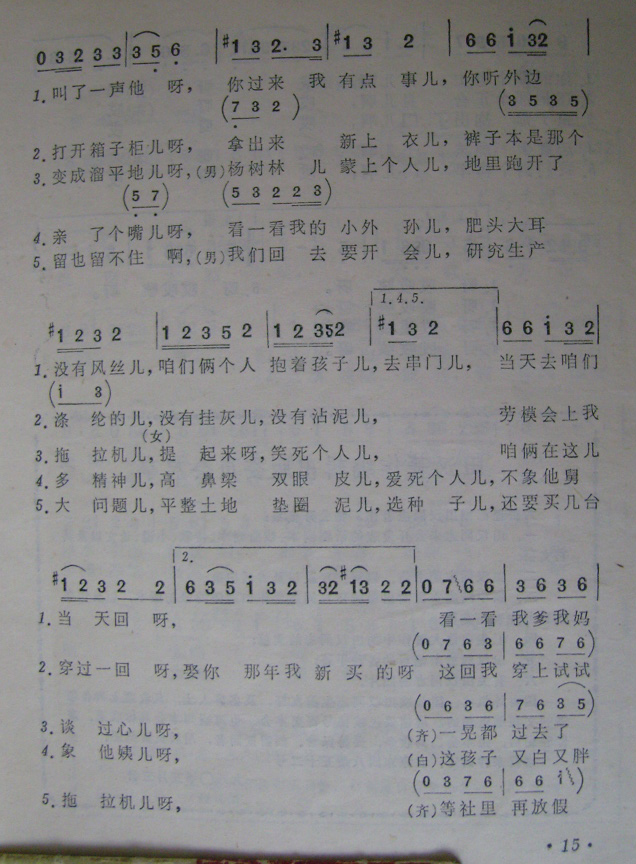 0 3 2 3 3 | 3 5 6 | #1 3 2. 3 | #1 3 2 | 6 6 i 32 |
1.叫了一声他 呀， 你过来 我 有点 事儿，你听外边
(7 3 2) (3 5 3 5)
2.打开箱子柜儿呀， 拿出来 新上 衣儿，裤子本是那个
3.变成溜平地儿呀，(男)杨树林 儿 蒙上个人儿，地里跑开了
(5 7) (5 3 2 2 3)
4.亲 了个嘴儿呀， 看一看我的 小外 孙儿，肥头大耳
5.留也留不住 啊，(男)我们回 去 要开 会儿，研究生产
1.4.5.
#1 2 3 2 | 1 2 3 5 2 | 1 2 3 5 2 | #1 3 2 | 6 6 i 3 2 |
1.没有风丝儿，咱们俩个人 抱着孩子儿，去串门儿， 当天去咱们
(i 3)
2.涤 纶的儿，没有挂灰儿，没有沾泥儿， 劳模会上我
(女)
3.拖 拉机儿，提 起来呀，笑死个人儿， 咱俩在这儿
4.多 精神儿，高 鼻梁 双眼 皮儿，爱死个人儿，不象他舅
5.大 问题儿，平整土地 垫圈 泥儿，选种 子儿，还要买几台
2.
#1 2 3 2 2 | 6 3 5 i 3 2 | 3 2 #1 3 2 2 | 0 7 6 6 | 3 6 3 6 |
1.当 天回 呀， 看一看 我爹我妈
(0 7 6 3 | 6 6 7 6)
2.穿过一回 呀，娶你 那年我 新 买 的呀 这回我 穿上试试
(0 6 3 6 | 7 6 3 5)
3.谈 过心儿呀， (齐)一晃都 过去了
4.象 他姨儿呀， (白)这孩子 又白又胖
(0 3 7 6 | 6 6 i)
5.拖 拉机儿呀， (齐)等社里 再放假
· 15 ·